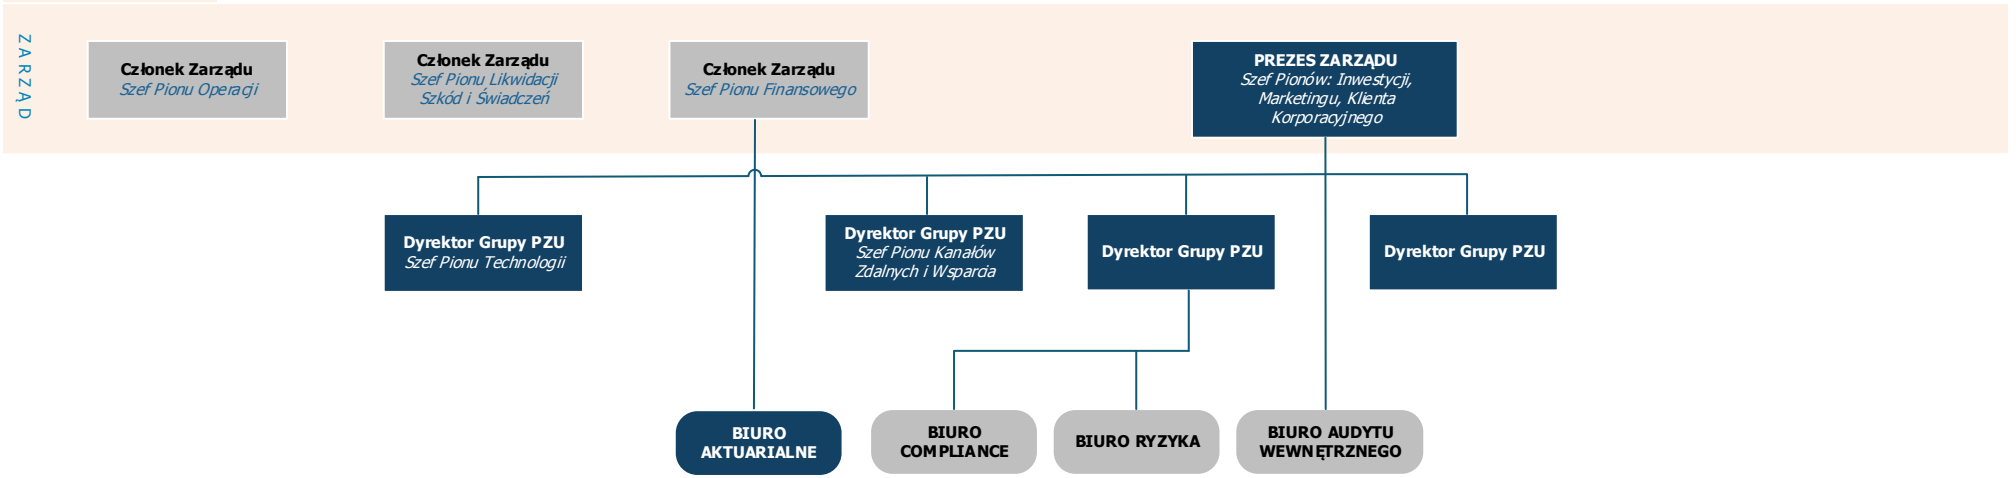 ZARZĄD
Członek Zarządu
Szef Pionu Operacji
Członek Zarządu
Szef Pionu Likwidacji
Szkód i Świadczeń
Członek Zarządu
Szef Pionu Finansowego
PREZES ZARZĄDU
Szef Pionów: Inwestycji,
Marketingu, Klienta
Korporacyjnego
Dyrektor Grupy PZU
Szef Pionu Technologii
Dyrektor Grupy PZU
Szef Pionu Kanałów
Zdalnych i Wsparcia
Dyrektor Grupy PZU
Dyrektor Grupy PZU
BIURO
AKTUARIALNE
BIURO
COMPLIANCE
BIURO RYZYKA
BIURO AUDYTU
WEWNĘTRZNEGO